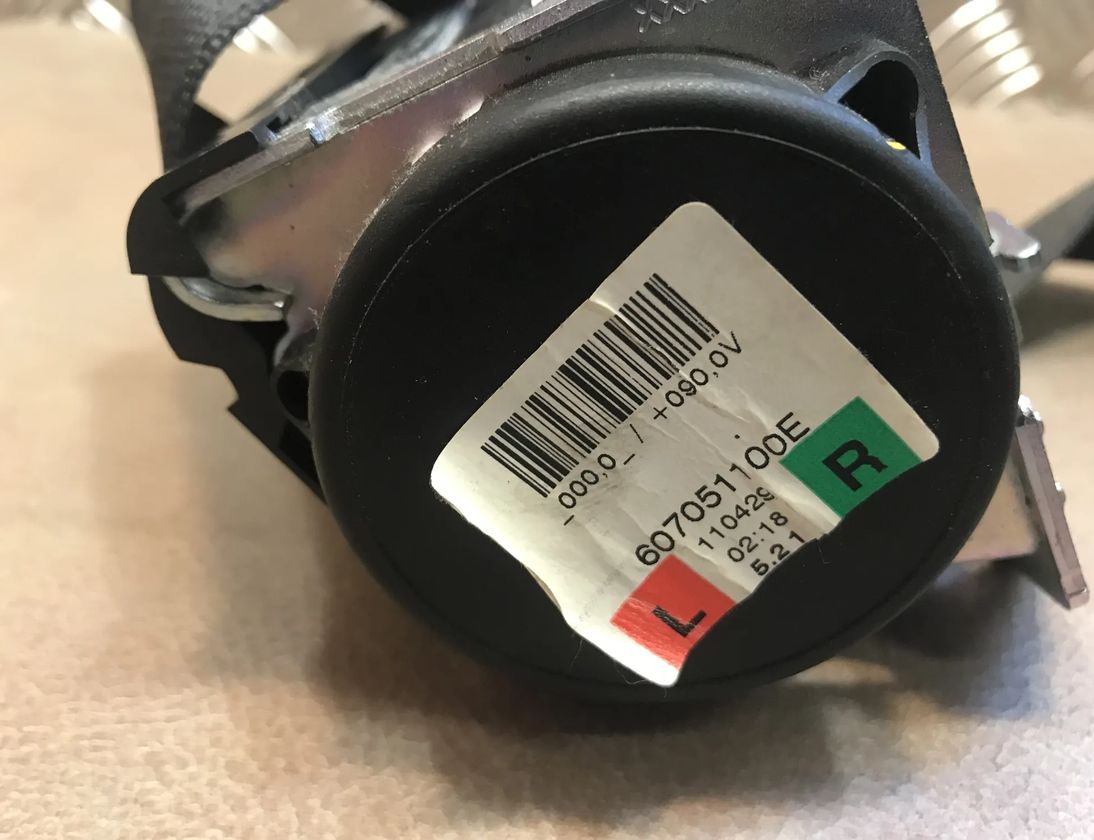 _000,0_ / +090,0V
607051100E
110429
02:18
5.21
R
L